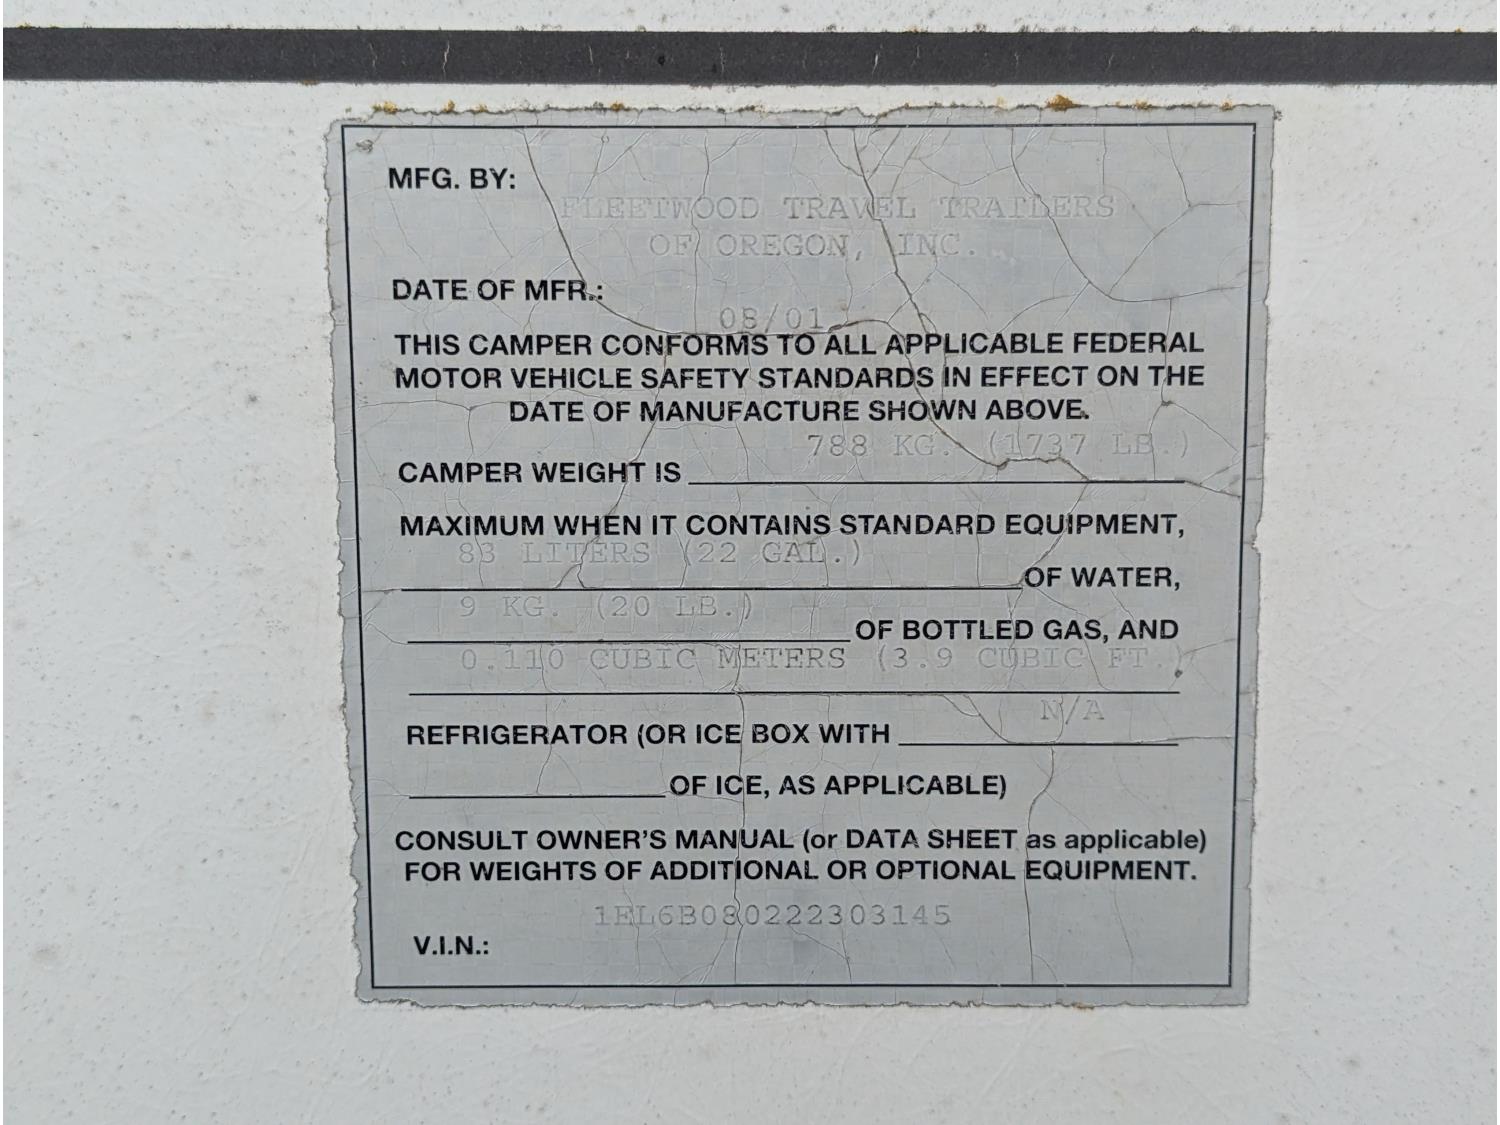 MFG. BY:
FLEETWOOD TRAVEL TRAILERS
OF OREGON, INC.
DATE OF MFR.:
08/01
THIS CAMPER CONFORMS TO ALL APPLICABLE FEDERAL
MOTOR VEHICLE SAFETY STANDARDS IN EFFECT ON THE
DATE OF MANUFACTURE SHOWN ABOVE.
788 KG. (1737 LB.)
CAMPER WEIGHT IS
MAXIMUM WHEN IT CONTAINS STANDARD EQUIPMENT,
83 LITERS (22 GAL.)
OF WATER,
9 KG. (20 LB.)
OF BOTTLED GAS, AND
0.110 CUBIC METERS (3.9 CUBIC FT.)
N/A
REFRIGERATOR (OR ICE BOX WITH
OF ICE, AS APPLICABLE)
CONSULT OWNER'S MANUAL (or DATA SHEET as applicable)
FOR WEIGHTS OF ADDITIONAL OR OPTIONAL EQUIPMENT.
1EL6B080222303145
V.I.N.: